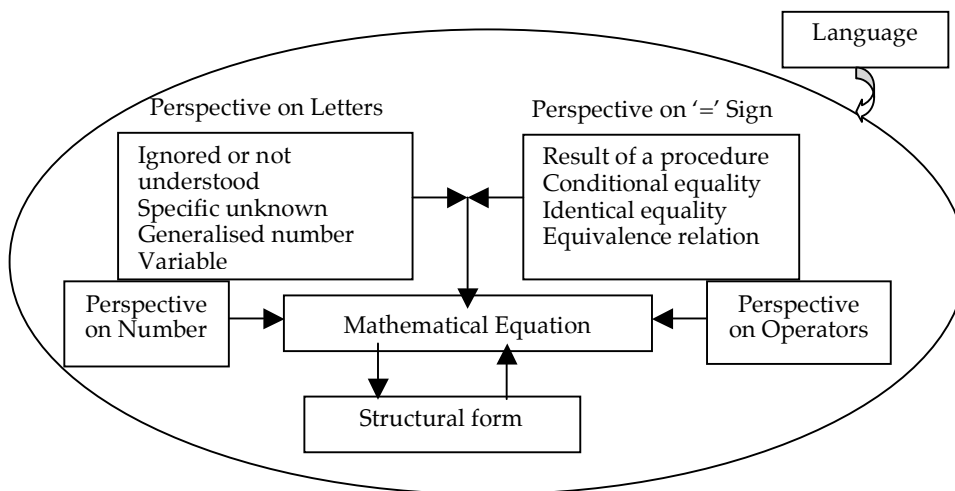 Language
Perspective on Letters
Perspective on ‘=’ Sign
Ignored or not
understood
Specific unknown
Generalised number
Variable
Result of a procedure
Conditional equality
Identical equality
Equivalence relation
Perspective
on Number
Mathematical Equation
Perspective
on Operators
Structural form